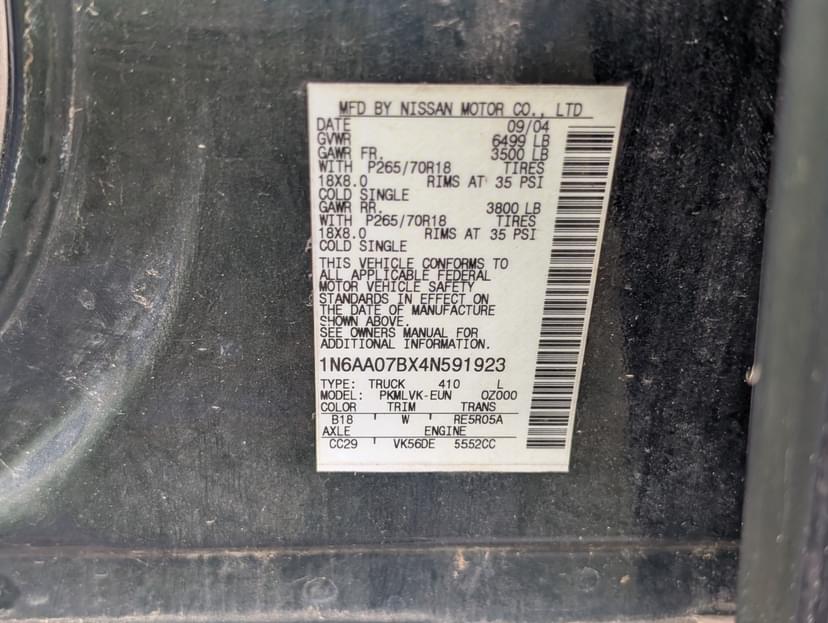 MFD BY NISSAN MOTOR CO., LTD
DATE 09/04
GVWR 6499 LB
GAWR FR. 3500 LB
WITH P265/70R18 TIRES
18X8.0 RIMS AT 35 PSI
COLD SINGLE
GAWR RR. 3800 LB
WITH P265/70R18 TIRES
18X8.0 RIMS AT 35 PSI
COLD SINGLE
THIS VEHICLE CONFORMS TO
ALL APPLICABLE FEDERAL
MOTOR VEHICLE SAFETY
STANDARDS IN EFFECT ON
THE DATE OF MANUFACTURE
SHOWN ABOVE.
SEE OWNERS MANUAL FOR
ADDITIONAL INFORMATION.
1N6AA07BX4N591923
TYPE: TRUCK 410 L
MODEL: PKMLVK-EUN OZ000
COLOR TRIM TRANS
B18 W RE5R05A
AXLE ENGINE
CC29 VK56DE 5552CC